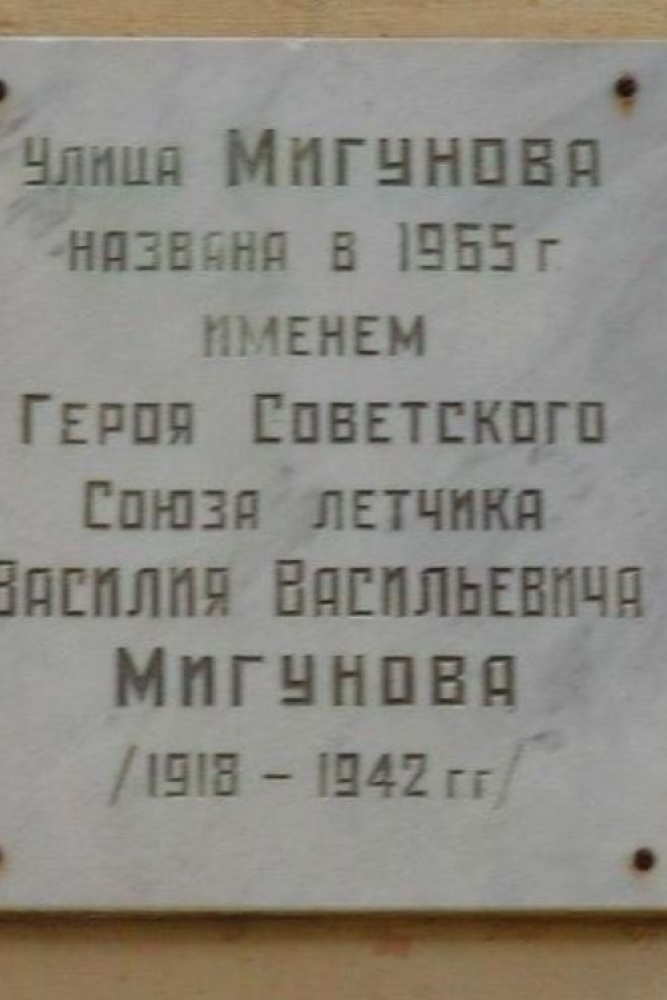 Улица Мигунова
названа в 1965 г
именем
Героя Советского
Союза летчика
Василия Васильевича
Мигунова
/1918 – 1942 гг/